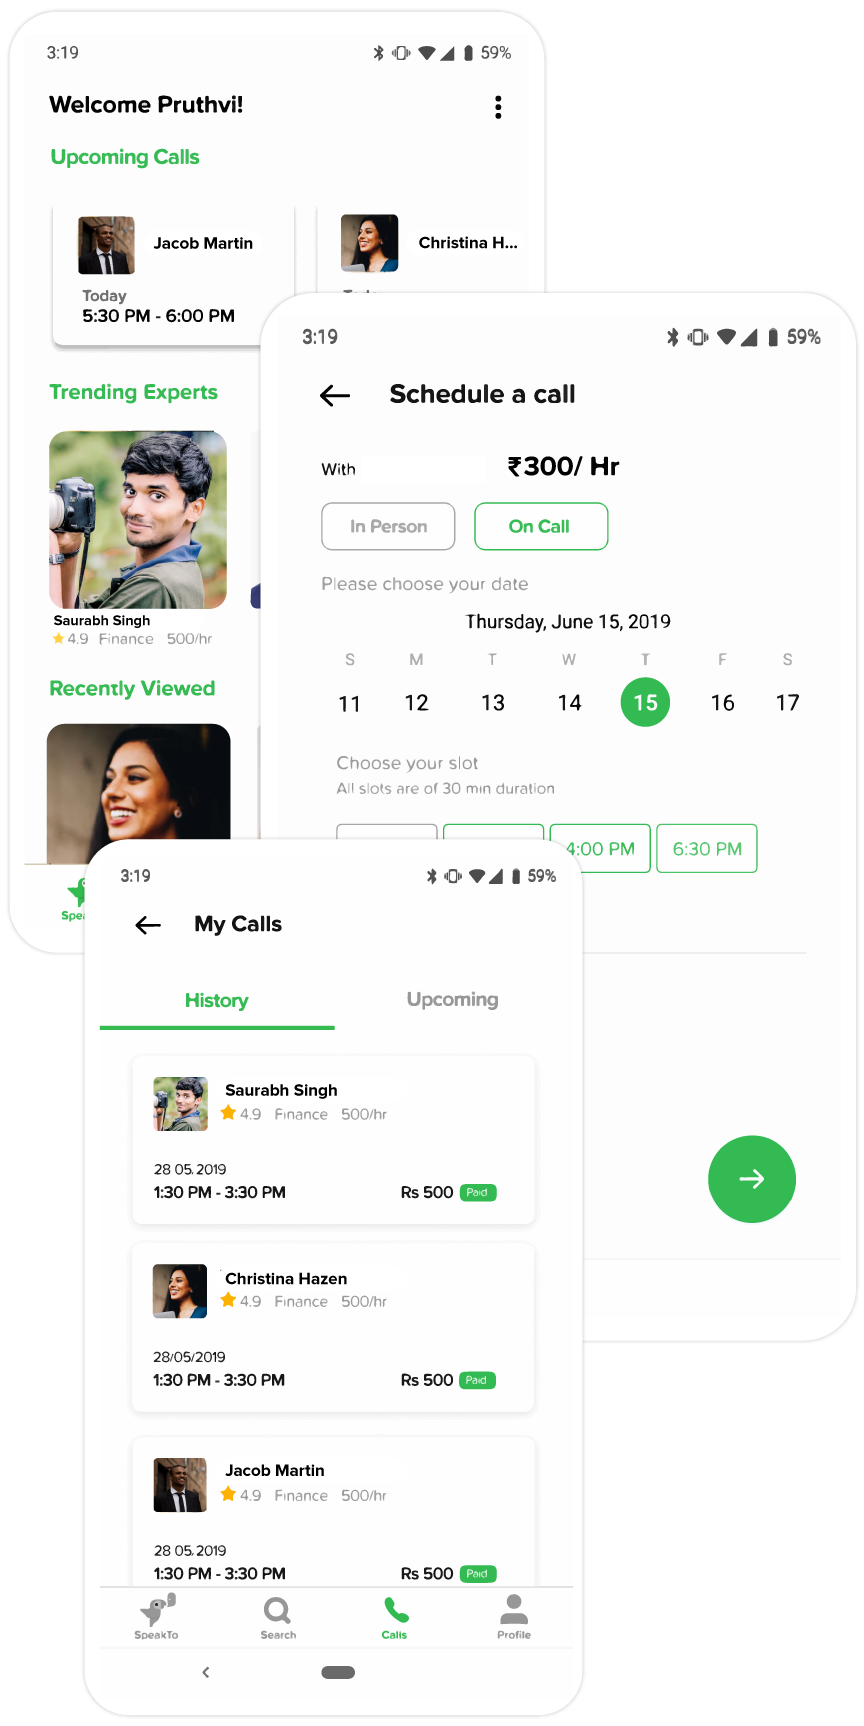 3:19
59%
Welcome Pruthvi!
Upcoming Calls
Jacob Martin
Today
5:30 PM - 6:00 PM
Christina H...
Trending Experts
Saurabh Singh
4.9 Finance 500/hr
Recently Viewed
3:19
59%
Schedule a call
With
₹300/ Hr
In Person
On Call
Please choose your date
Thursday, June 15, 2019
S M T W T F S
11 12 13 14 15 16 17
Choose your slot
All slots are of 30 min duration
4:00 PM
6:30 PM
3:19
59%
My Calls
History
Upcoming
Saurabh Singh
4.9 Finance 500/hr
28 05.2019
1:30 PM - 3:30 PM
Rs 500 Paid
Christina Hazen
4.9 Finance 500/hr
28/05/2019
1:30 PM - 3:30 PM
Rs 500 Paid
Jacob Martin
4.9 Finance 500/hr
28 05.2019
1:30 PM - 3:30 PM
Rs 500 Paid
SpeakTo
Search
Calls
Profile